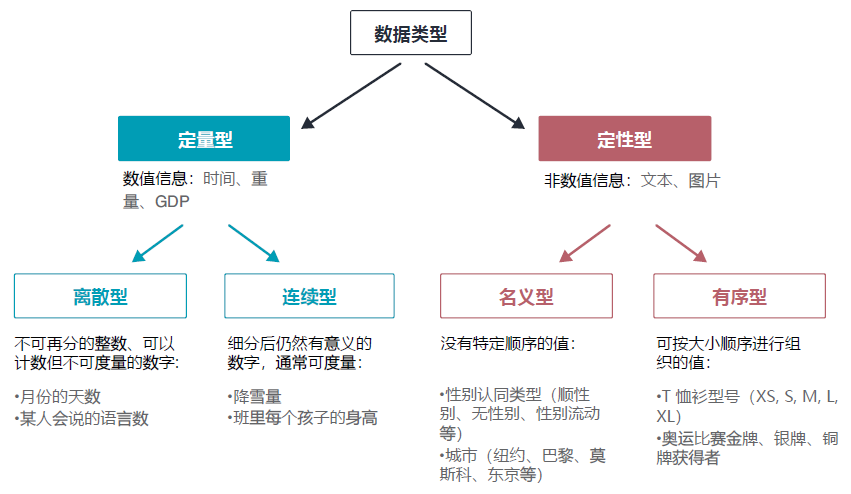 数据类型
定量型
定性型
数值信息：时间、重
量、GDP
非数值信息：文本、图片
离散型
连续型
名义型
有序型
不可再分的整数、可以
计数但不可度量的数字:
•月份的天数
•某人会说的语言数
细分后仍然有意义的
数字，通常可度量：
•降雪量
•班里每个孩子的身高
没有特定顺序的值：
•性别认同类型（顺性
别、无性别、性别流动
等）
•城市（纽约、巴黎、莫
斯科、东京等）
可按大小顺序进行组
织的值：
•T 恤衫型号（XS, S, M, L,
XL）
•奥运比赛金牌、银牌、铜
牌获得者